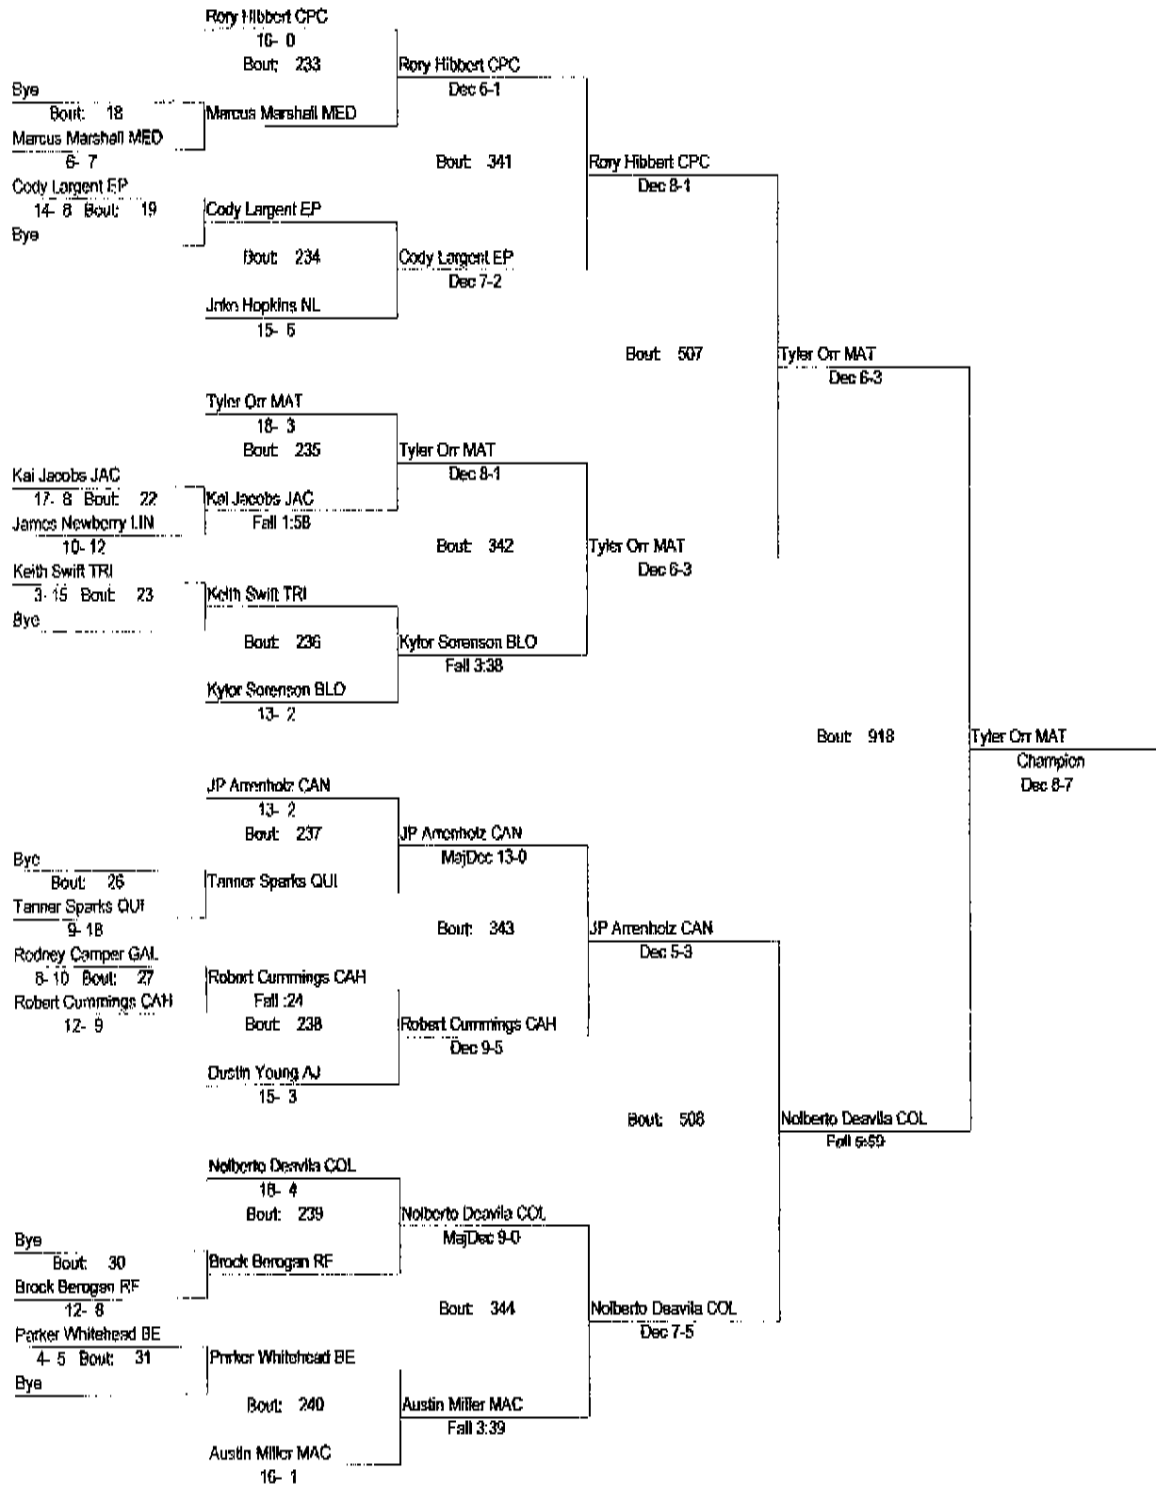 Rory Hibbert CPC
16- 0
Bout: 233
Rory Hibbert CPC
Dec 6-1
Bye
Bout: 18
Marcus Marshall MED
Marcus Marshall MED
6- 7
Bout: 341
Rory Hibbert CPC
Dec 8-1
Cody Largent EP
14- 8 Bout: 19
Cody Largent EP
Bye
Bout: 234
Cody Largent EP
Dec 7-2
Jake Hopkins NL
15- 6
Bout: 507
Tyler Orr MAT
Dec 6-3
Tyler Orr MAT
18- 3
Bout: 235
Tyler Orr MAT
Dec 8-1
Kai Jacobs JAC
17- 8 Bout: 22
Kai Jacobs JAC
Fall 1:58
James Newberry LIN
10- 12
Bout: 342
Tyler Orr MAT
Dec 6-3
Keith Swift TRI
3- 15 Bout: 23
Keith Swift TRI
Bye
Bout: 236
Kylor Sorenson BLO
Fall 3:38
Kylor Sorenson BLO
13- 2
Bout: 918
Tyler Orr MAT
Champion
Dec 8-7
JP Arrenholz CAN
13- 2
Bout: 237
JP Arrenholz CAN
MajDec 13-0
Bye
Bout: 26
Tanner Sparks QUI
Tanner Sparks QUI
9- 18
Bout: 343
JP Arrenholz CAN
Dec 5-3
Rodney Camper GAL
8- 10 Bout: 27
Robert Cummings CAH
Fall :24
Robert Cummings CAH
12- 9
Bout: 238
Robert Cummings CAH
Dec 9-5
Dustin Young AJ
15- 3
Bout: 508
Nolberto Deavila COL
Fall 5:59
Nolberto Deavila COL
18- 4
Bout: 239
Nolberto Deavila COL
MajDec 9-0
Bye
Bout: 30
Brock Berogan RF
Brock Berogan RF
12- 8
Bout: 344
Nolberto Deavila COL
Dec 7-5
Parker Whitehead BE
4- 5 Bout: 31
Parker Whitehead BE
Bye
Bout: 240
Austin Miller MAC
Fall 3:39
Austin Miller MAC
16- 1